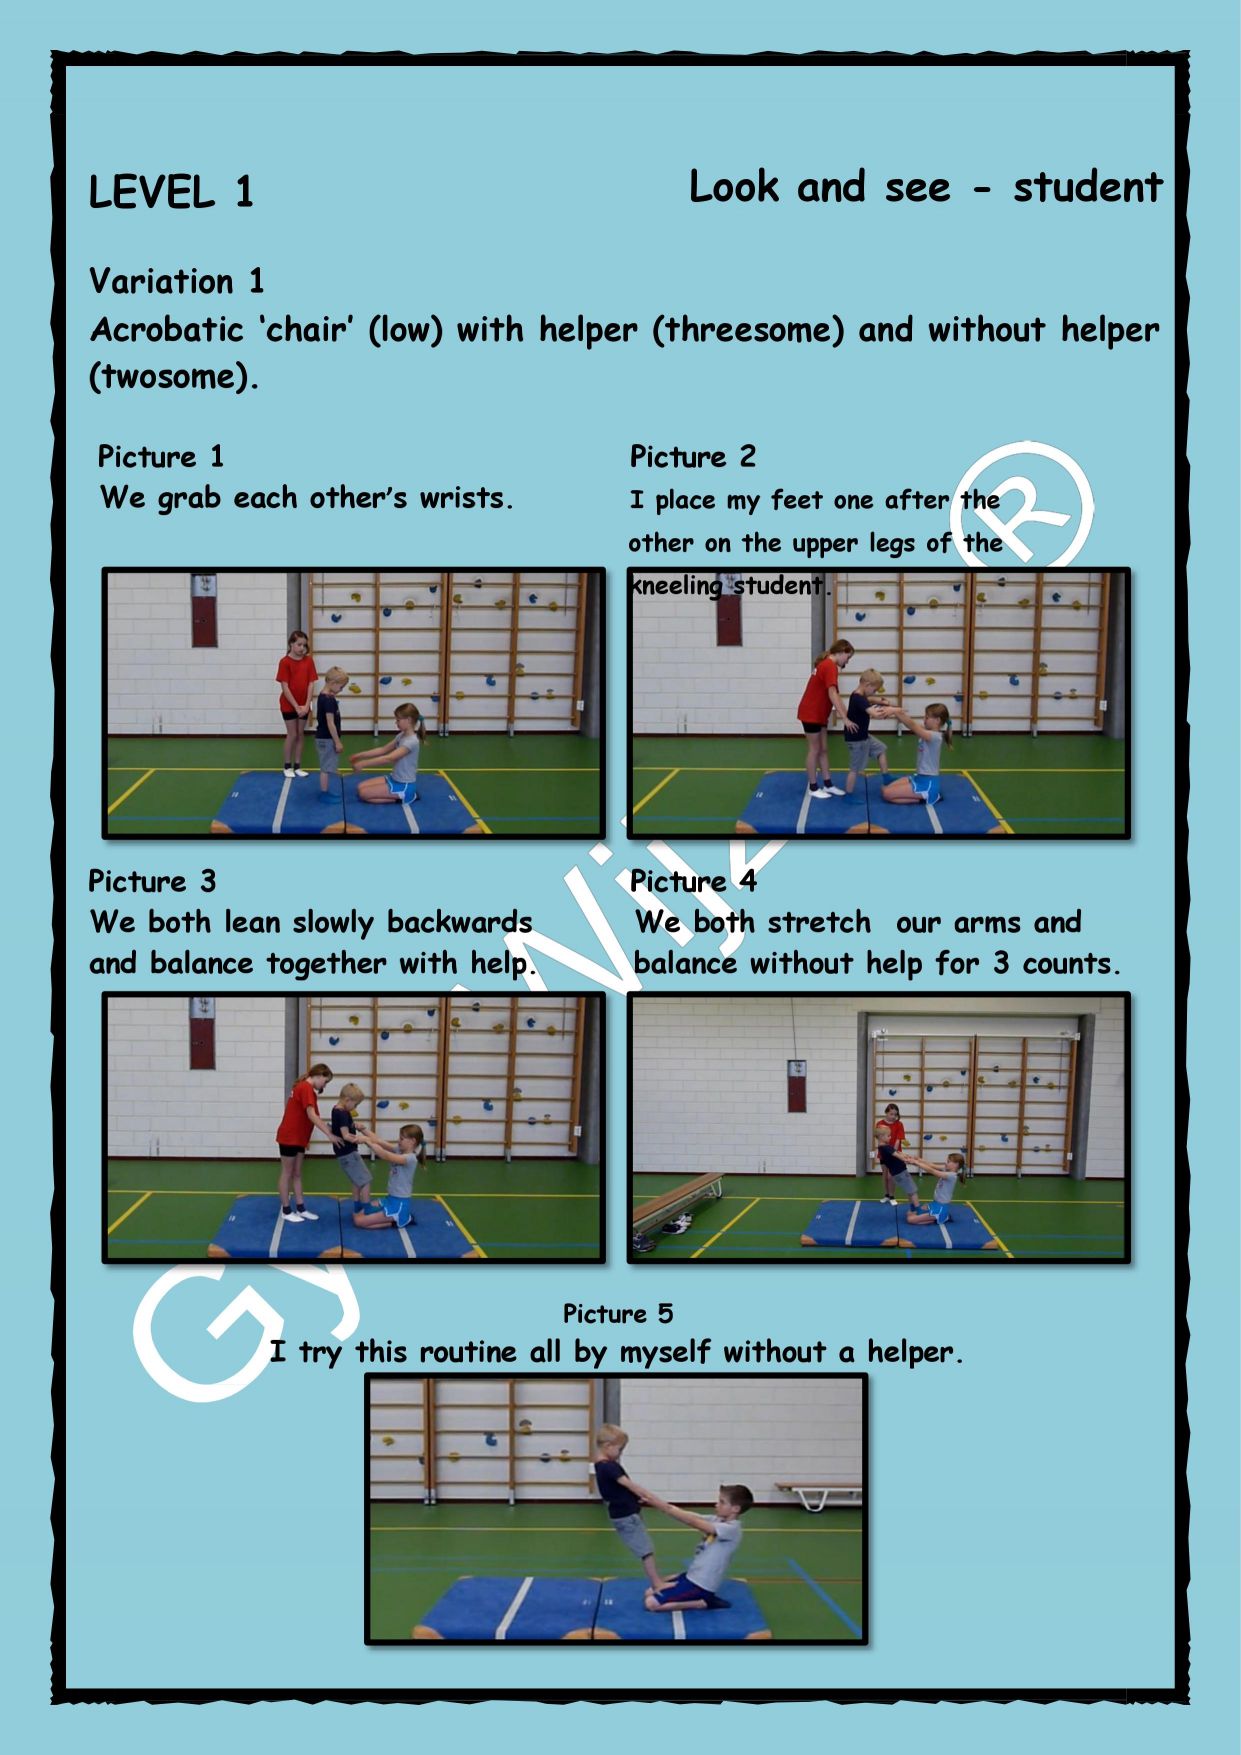 LEVEL 1
Look and see - student
Variation 1
Acrobatic ‘chair’ (low) with helper (threesome) and without helper
(twosome).
Picture 1
We grab each other’s wrists.
Picture 2
I place my feet one after the
other on the upper legs of the
kneeling student.
Picture 3
We both lean slowly backwards
and balance together with help.
Picture 4
We both stretch  our arms and
balance without help for 3 counts.
Picture 5
I try this routine all by myself without a helper.
®